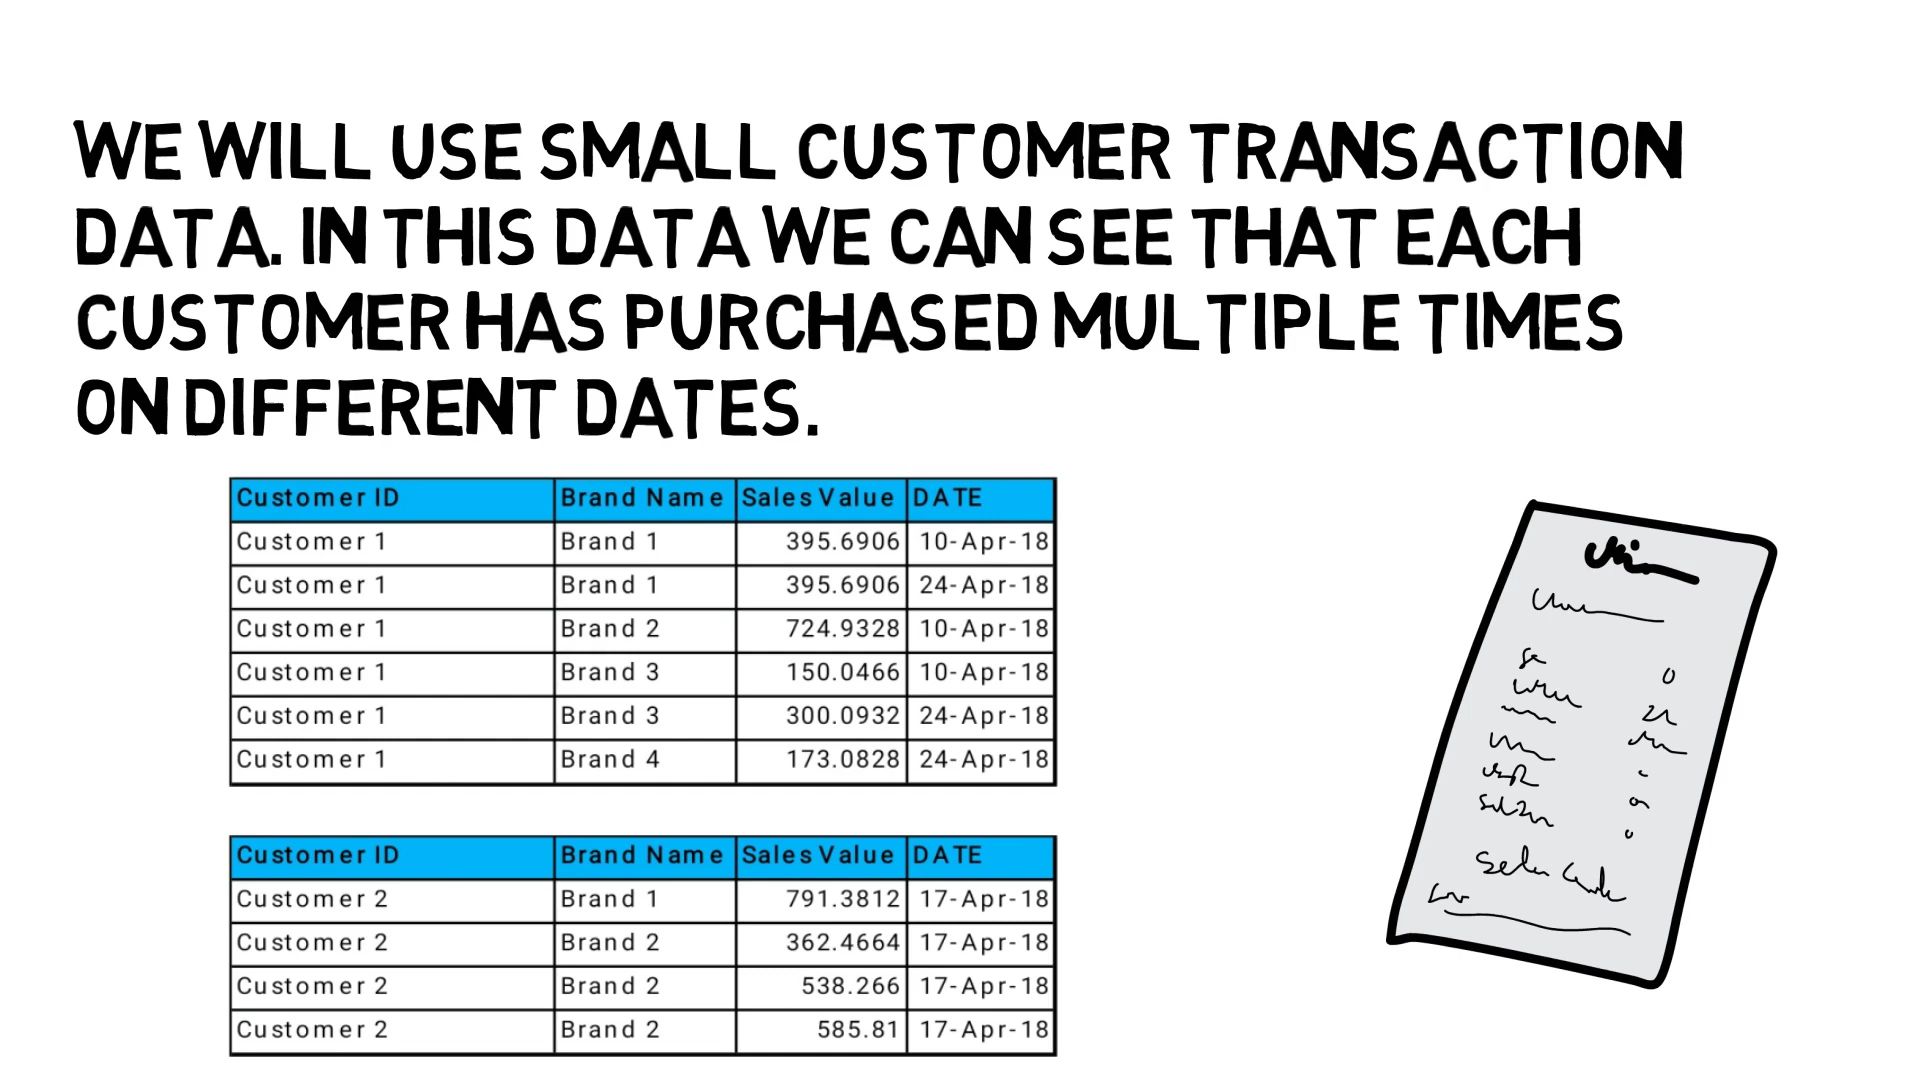 WE WILL USE SMALL CUSTOMER TRANSACTION
DATA. IN THIS DATA WE CAN SEE THAT EACH
CUSTOMER HAS PURCHASED MULTIPLE TIMES
ON DIFFERENT DATES.
Customer ID Brand Name Sales Value DATE
Customer 1 Brand 1 395.6906 10-Apr-18
Customer 1 Brand 1 395.6906 24-Apr-18
Customer 1 Brand 2 724.9328 10-Apr-18
Customer 1 Brand 3 150.0466 10-Apr-18
Customer 1 Brand 3 300.0932 24-Apr-18
Customer 1 Brand 4 173.0828 24-Apr-18
Customer ID Brand Name Sales Value DATE
Customer 2 Brand 1 791.3812 17-Apr-18
Customer 2 Brand 2 362.4664 17-Apr-18
Customer 2 Brand 2 538.266 17-Apr-18
Customer 2 Brand 2 585.81 17-Apr-18